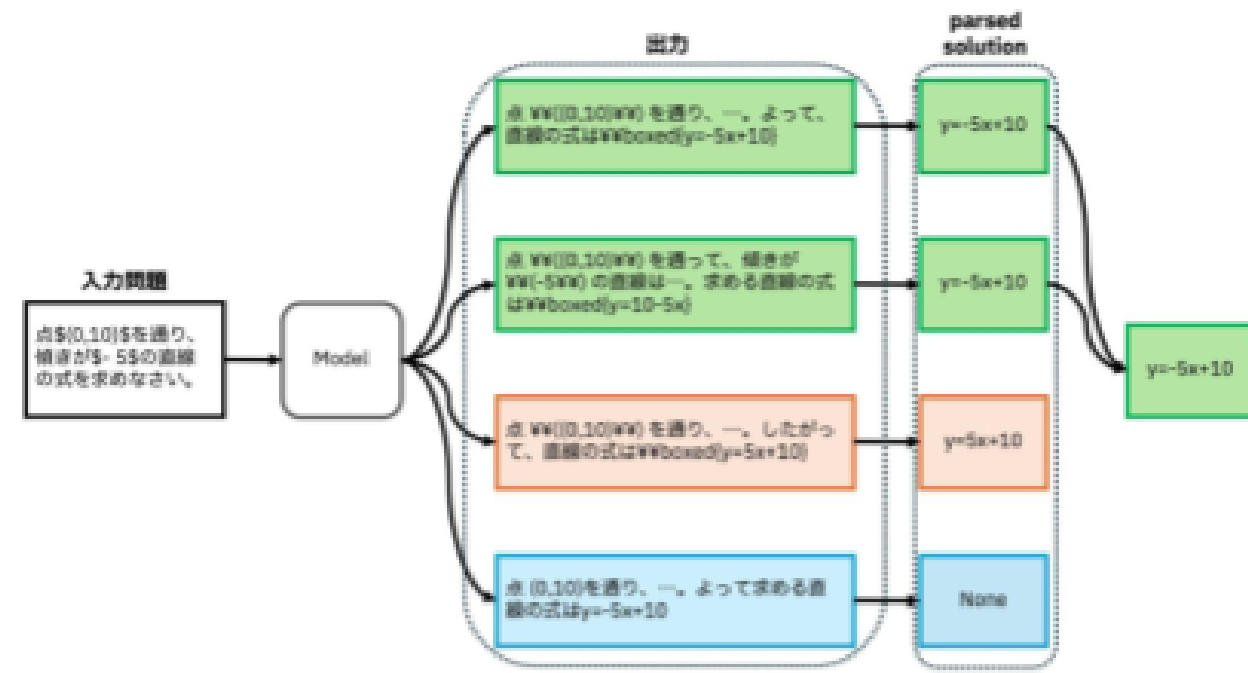 入力問題
点$(0,10)$を通り、
傾きが$- 5$の直線
の式を求めなさい。
Model
出力
点 ¥¥((0,10)¥¥) を通り、…。よって、
直線の式は¥¥boxed{y=-5x+10}
点 ¥¥((0,10)¥¥) を通って、傾きが
¥¥(-5¥¥) の直線は…。求める直線の式
は¥¥boxed{y=10-5x}
点 ¥¥((0,10)¥¥) を通り、…。したがっ
て、直線の式は¥¥boxed{y=5x+10}
点 (0,10)を通り、…。よって求める直
線の式はy=-5x+10
parsed
solution
y=-5x+10
y=-5x+10
y=5x+10
None
y=-5x+10